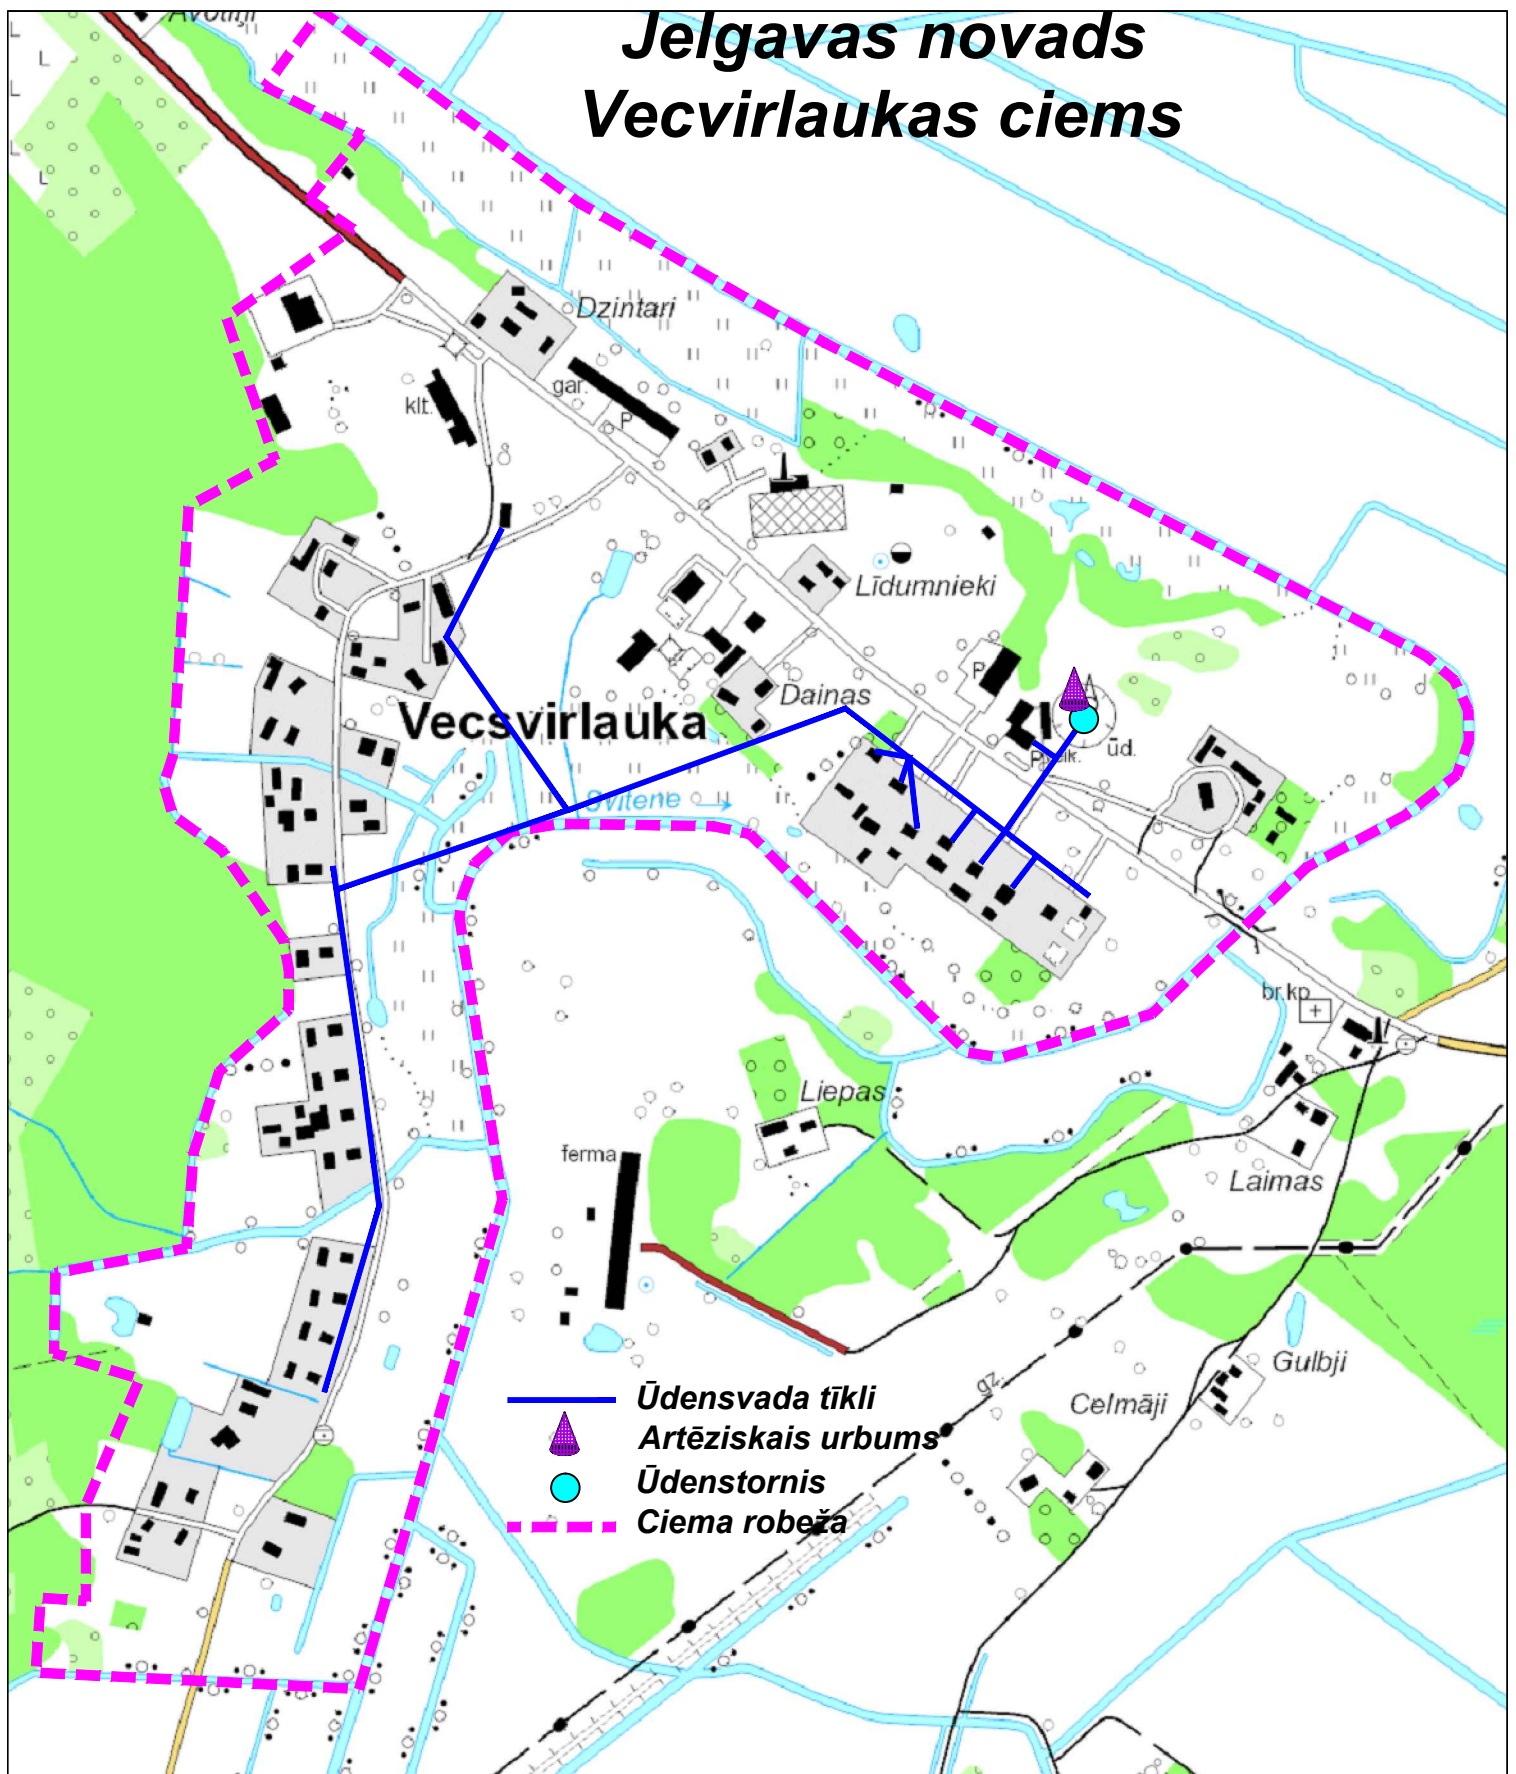 Jelgavas novads
Vecvirlaukas ciems
Avotiņi
Dzintari
gar.
P
klt.
Līdumnieki
P
Dainas
Vecsvirlauka
ūd.
Svitene
br.kp.
Liepas
ferma
Laimas
Gulbji
gz.
Celmāji
Ūdensvada tīkli
Artēziskais urbums
Ūdenstornis
Ciema robeža